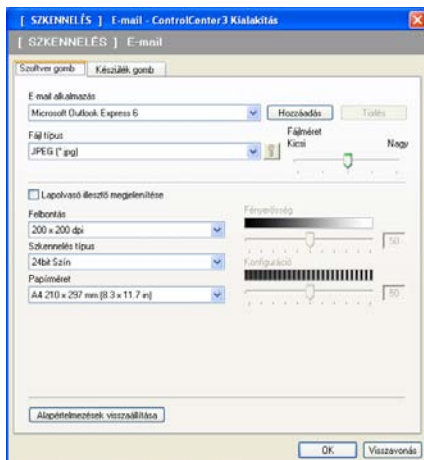 [ SZKENNELÉS ] E-mail - ControlCenter3 Kialakítás
[ SZKENNELÉS ] E-mail
Szoftver gomb
Készülék gomb
E-mail alkalmazás
Microsoft Outlook Express 6
Hozzáadás
Törlés
Fájl típus
JPEG (*.jpg)
Fájlméret
Kicsi
Nagy
Lapolvasó illesztő megjelenítése
Felbontás
200 x 200 dpi
Szkennelés típus
24bit Szín
Papírméret
A4 210 x 297 mm (8.3 x 11.7 in)
Fényerősség
50
Konfiguráció
50
Alapértelmezések visszaállítása
OK
Visszavonás